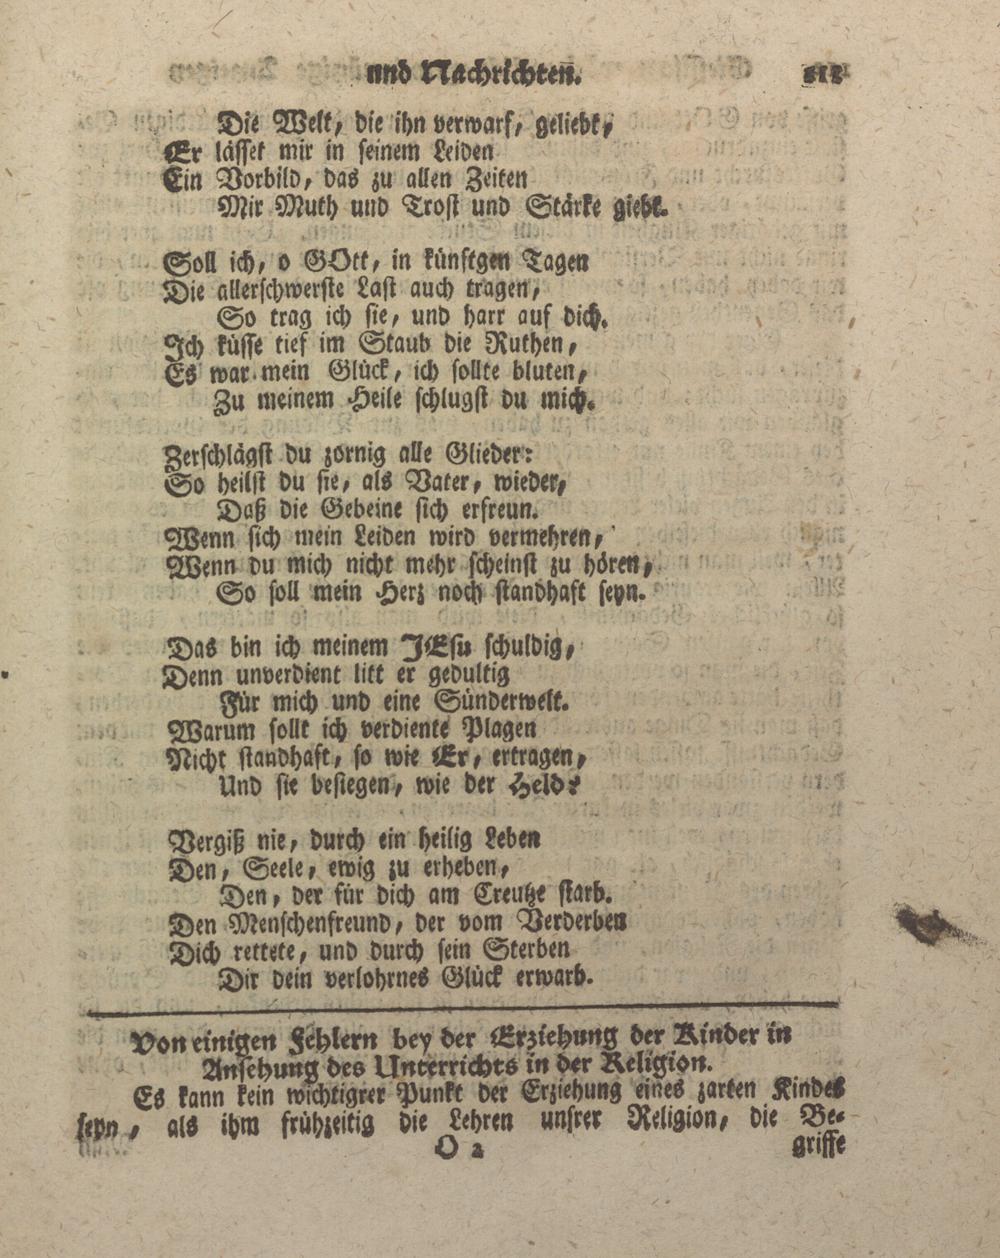 und Nachrichten̅. 115
Die Welt, die ihn verwarf, geliebt,
Er lässet mir in seinem Leiden
Ein Vorbild, das zu allen Zeiten
Mir Muth und Trost und Stärke giebt.
Soll ich, o GOtt, in künftgen Tagen
Die allerschwerste Last auch tragen,
So trag ich sie, und harr auf dich.
Ich küsse tief im Staub die Ruthen,
Es war mein Glück, ich sollte bluten,
Zu meinem Heile schlugst du mich.
Zerschlägst du zornig alle Glieder:
So heilst du sie, als Vater, wieder,
Daß die Gebeine sich erfreun.
Wenn sich mein Leiden wird vermehren,
Wenn du mich nicht mehr scheinst zu hören,
So soll mein Herz noch standhaft seyn.
Das bin ich meinem JEsu schuldig,
Denn unverdient litt er gedultig
Für mich und eine Sünderwelt.
Warum sollt ich verdiente Plagen
Nicht standhaft, so wie Er, ertragen,
Und sie besiegen, wie der Held?
Vergiß nie, durch ein heilig Leben
Den, Seele, ewig zu erheben,
Den, der für dich am Creutze starb.
Den Menschenfreund, der vom Verderben
Dich rettete, und durch sein Sterben
Dir dein verlohrnes Glück erwarb.
Von einigen Fehlern bey der Erziehung der Kinder in
Ansehung des Unterrichts in der Religion.
Es kann kein wichtigrer Punkt der Erziehung eines zarten Kindes
seyn, als ihm frühzeitig die Lehren unsrer Religion, die Be-
O 2 griffe